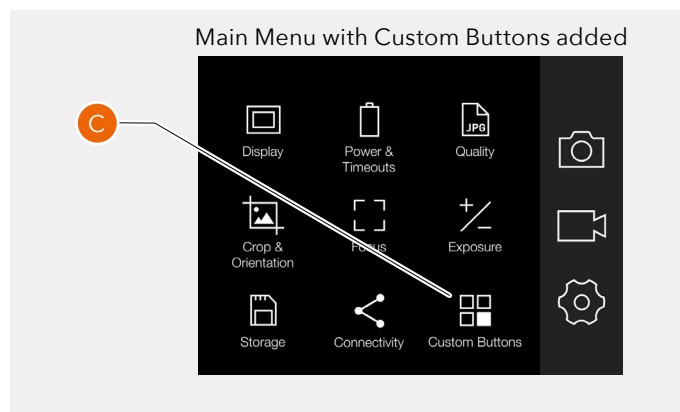 Main Menu with Custom Buttons added
C
JPG
Display
Power &
Timeouts
Quality
Crop &
Orientation
Focus
Exposure
Storage
Connectivity
Custom Buttons